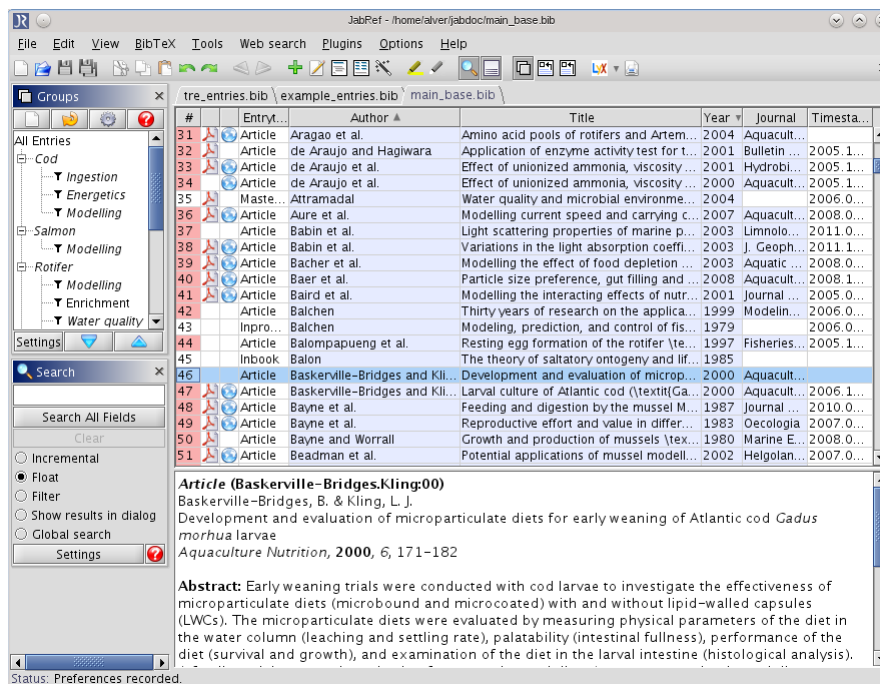 JabRef - /home/alver/jabdoc/main_base.bib
File Edit View BibTeX Tools Web search Plugins Options Help
Groups
tre_entries.bib example_entries.bib main_base.bib
# Entryt... Author Title Year Journal Timesta...
31 Article Aragao et al. Amino acid pools of rotifers and Artem... 2004 Aquacult...
32 Article de Araujo and Hagiwara Application of enzyme activity test for t... 2001 Bulletin ... 2005.1...
33 Article de Araujo et al. Effect of unionized ammonia, viscosity ... 2001 Hydrobi... 2005.1...
34 Article de Araujo et al. Effect of unionized ammonia, viscosity ... 2000 Aquacult... 2005.1...
35 Maste... Attramadal Water quality and microbial environme... 2004 2006.0...
36 Article Aure et al. Modelling current speed and carrying c... 2007 Aquacult... 2008.0...
37 Article Babin et al. Light scattering properties of marine p... 2003 Limnolo... 2011.0...
38 Article Babin et al. Variations in the light absorption coeffi... 2003 J. Geoph... 2011.1...
39 Article Bacher et al. Modelling the effect of food depletion ... 2003 Aquatic ... 2008.0...
40 Article Baer et al. Particle size preference, gut filling and ... 2008 Aquacult... 2008.1...
41 Article Baird et al. Modelling the interacting effects of nutr... 2001 Journal ... 2005.0...
42 Article Balchen Thirty years of research on the applica... 1999 Modelin... 2006.0...
43 Inpro... Balchen Modeling, prediction, and control of fis... 1979 2006.0...
44 Article Balompapueng et al. Resting egg formation of the rotifer \te... 1997 Fisheries... 2005.1...
45 Inbook Balon The theory of saltatory ontogeny and lif... 1985
46 Article Baskerville-Bridges and Kli... Development and evaluation of microp... 2000 Aquacult...
47 Article Baskerville-Bridges and Kli... Larval culture of Atlantic cod (\textit{Ga... 2000 Aquacult... 2006.1...
48 Article Bayne et al. Feeding and digestion by the mussel M... 1987 Journal ... 2010.0...
49 Article Bayne et al. Reproductive effort and value in differ... 1983 Oecologia 2007.0...
50 Article Bayne and Worrall Growth and production of mussels \tex... 1980 Marine E... 2008.0...
51 Article Beadman et al. Potential applications of mussel modell... 2002 Helgolan... 2007.0...
All Entries
Cod
Ingestion
Energetics
Modelling
Salmon
Modelling
Rotifer
Modelling
Enrichment
Water quality
Settings
Search
Search All Fields
Clear
Incremental
Float
Filter
Show results in dialog
Global search
Settings
Article (Baskerville-Bridges.Kling:00)
Baskerville-Bridges, B. & Kling, L. J.
Development and evaluation of microparticulate diets for early weaning of Atlantic cod Gadus
morhua larvae
Aquaculture Nutrition, 2000, 6, 171-182
Abstract: Early weaning trials were conducted with cod larvae to investigate the effectiveness of
microparticulate diets (microbound and microcoated) with and without lipid-walled capsules
(LWCs). The microparticulate diets were evaluated by measuring physical parameters of the diet in
the water column (leaching and settling rate), palatability (intestinal fullness), performance of the
diet (survival and growth), and examination of the diet in the larval intestine (histological analysis).
Status: Preferences recorded.